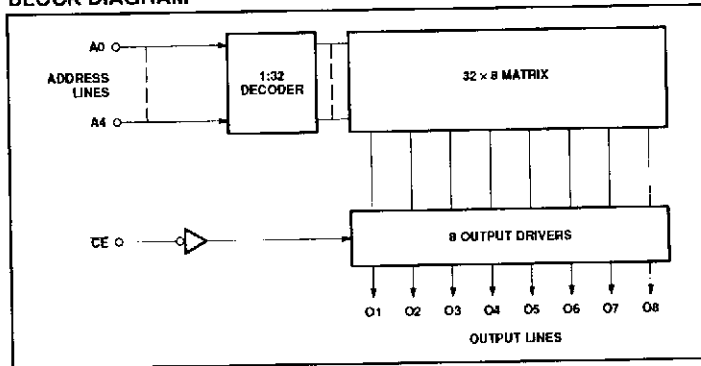 BLOCK DIAGRAM
A0
ADDRESS
LINES
A4
1:32
DECODER
32 × 8 MATRIX
CE
8 OUTPUT DRIVERS
O1 O2 O3 O4 O5 O6 O7 O8
OUTPUT LINES